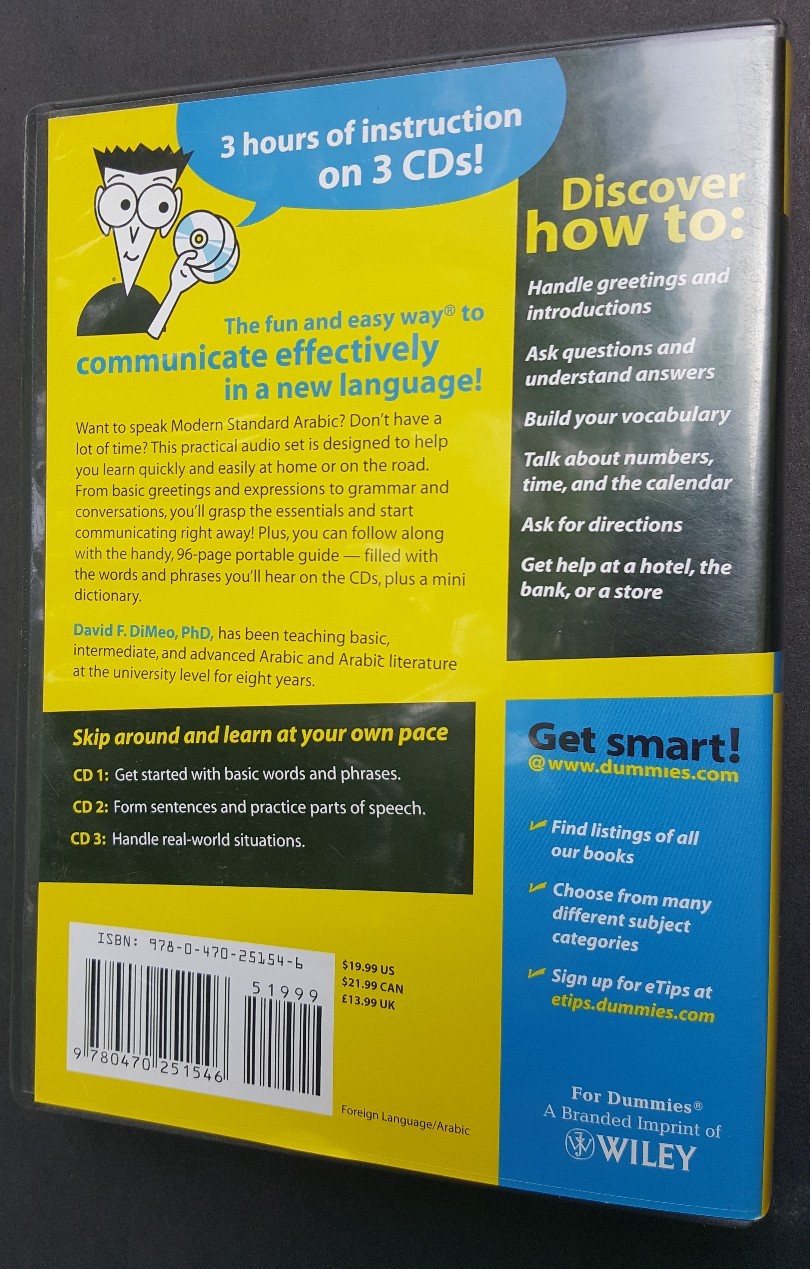 3 hours of instruction
on 3 CDs!
The fun and easy way® to
communicate effectively
in a new language!
Want to speak Modern Standard Arabic? Don't have a
lot of time? This practical audio set is designed to help
you learn quickly and easily at home or on the road.
From basic greetings and expressions to grammar and
conversations, you'll grasp the essentials and start
communicating right away! Plus, you can follow along
with the handy, 96-page portable guide — filled with
the words and phrases you'll hear on the CDs, plus a mini
dictionary.
David F. DiMeo, PhD, has been teaching basic,
intermediate, and advanced Arabic and Arabic literature
at the university level for eight years.
Skip around and learn at your own pace
CD 1: Get started with basic words and phrases.
CD 2: Form sentences and practice parts of speech.
CD 3: Handle real-world situations.
ISBN: 978-0-470-25154-6
51999
9 780470 251546
$19.99 US
$21.99 CAN
£13.99 UK
Foreign Language/Arabic
Discover
how to:
Handle greetings and
introductions
Ask questions and
understand answers
Build your vocabulary
Talk about numbers,
time, and the calendar
Ask for directions
Get help at a hotel, the
bank, or a store
Get smart!
@www.dummies.com
Find listings of all
our books
Choose from many
different subject
categories
Sign up for eTips at
etips.dummies.com
For Dummies®
A Branded Imprint of
WILEY